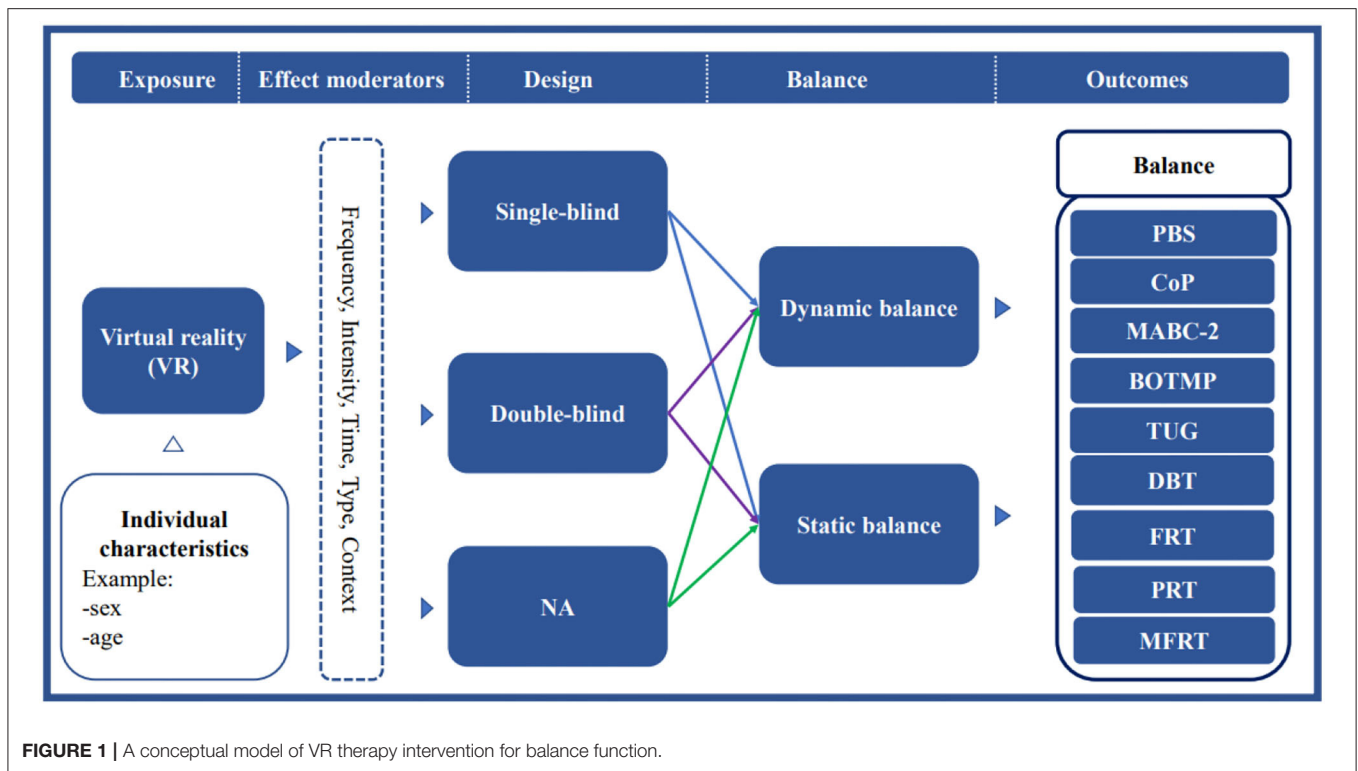 Exposure
Effect moderators
Design
Balance
Outcomes
Virtual reality
(VR)
Individual
characteristics
Example:
-sex
-age
Frequency, Intensity, Time, Type, Context
Single-blind
Double-blind
NA
Dynamic balance
Static balance
Balance
PBS
CoP
MABC-2
BOTMP
TUG
DBT
FRT
PRT
MFRT
FIGURE 1 | A conceptual model of VR therapy intervention for balance function.